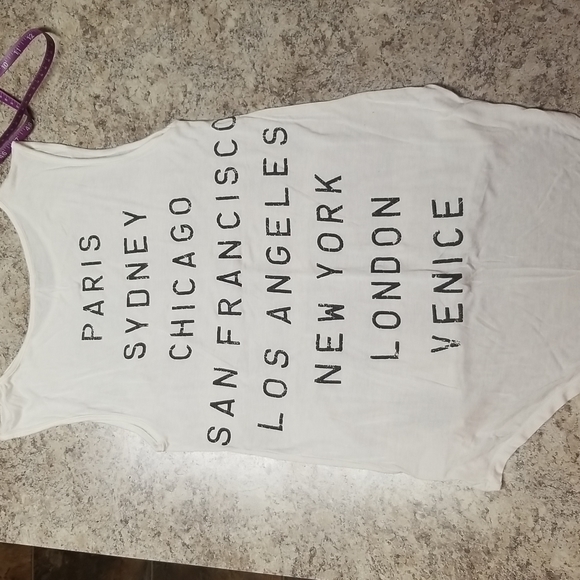 PARIS
SYDNEY
CHICAGO
SAN FRANCISCO
LOS ANGELES
NEW YORK
LONDON
VENICE